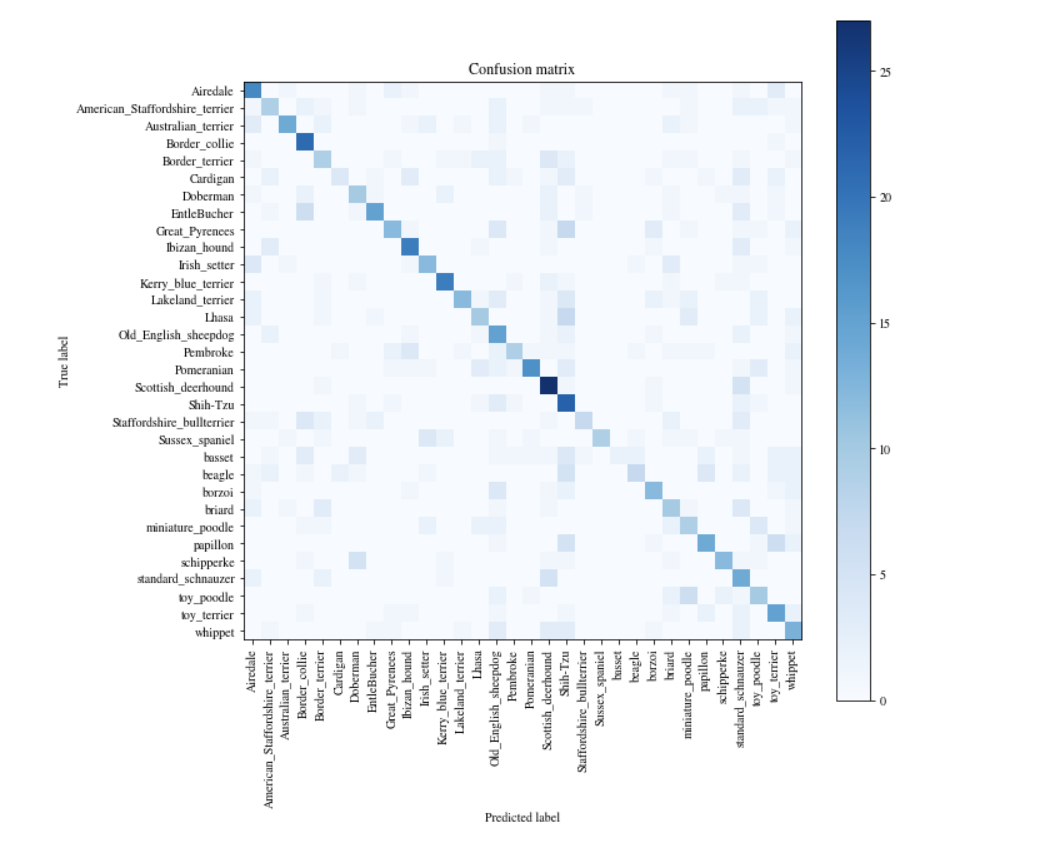 Confusion matrix
Airedale
American_Staffordshire_terrier
Australian_terrier
Border_collie
Border_terrier
Cardigan
Doberman
EntleBucher
Great_Pyrenees
Ibizan_hound
Irish_setter
Kerry_blue_terrier
Lakeland_terrier
Lhasa
Old_English_sheepdog
Pembroke
Pomeranian
Scottish_deerhound
Shih-Tzu
Staffordshire_bullterrier
Sussex_spaniel
basset
beagle
borzoi
briard
miniature_poodle
papillon
schipperke
standard_schnauzer
toy_poodle
toy_terrier
whippet
True label
Airedale
American_Staffordshire_terrier
Australian_terrier
Border_collie
Border_terrier
Cardigan
Doberman
EntleBucher
Great_Pyrenees
Ibizan_hound
Irish_setter
Kerry_blue_terrier
Lakeland_terrier
Lhasa
Old_English_sheepdog
Pembroke
Pomeranian
Scottish_deerhound
Shih-Tzu
Staffordshire_bullterrier
Sussex_spaniel
basset
beagle
borzoi
briard
miniature_poodle
papillon
schipperke
standard_schnauzer
toy_poodle
toy_terrier
whippet
Predicted label
25
20
15
10
5
0